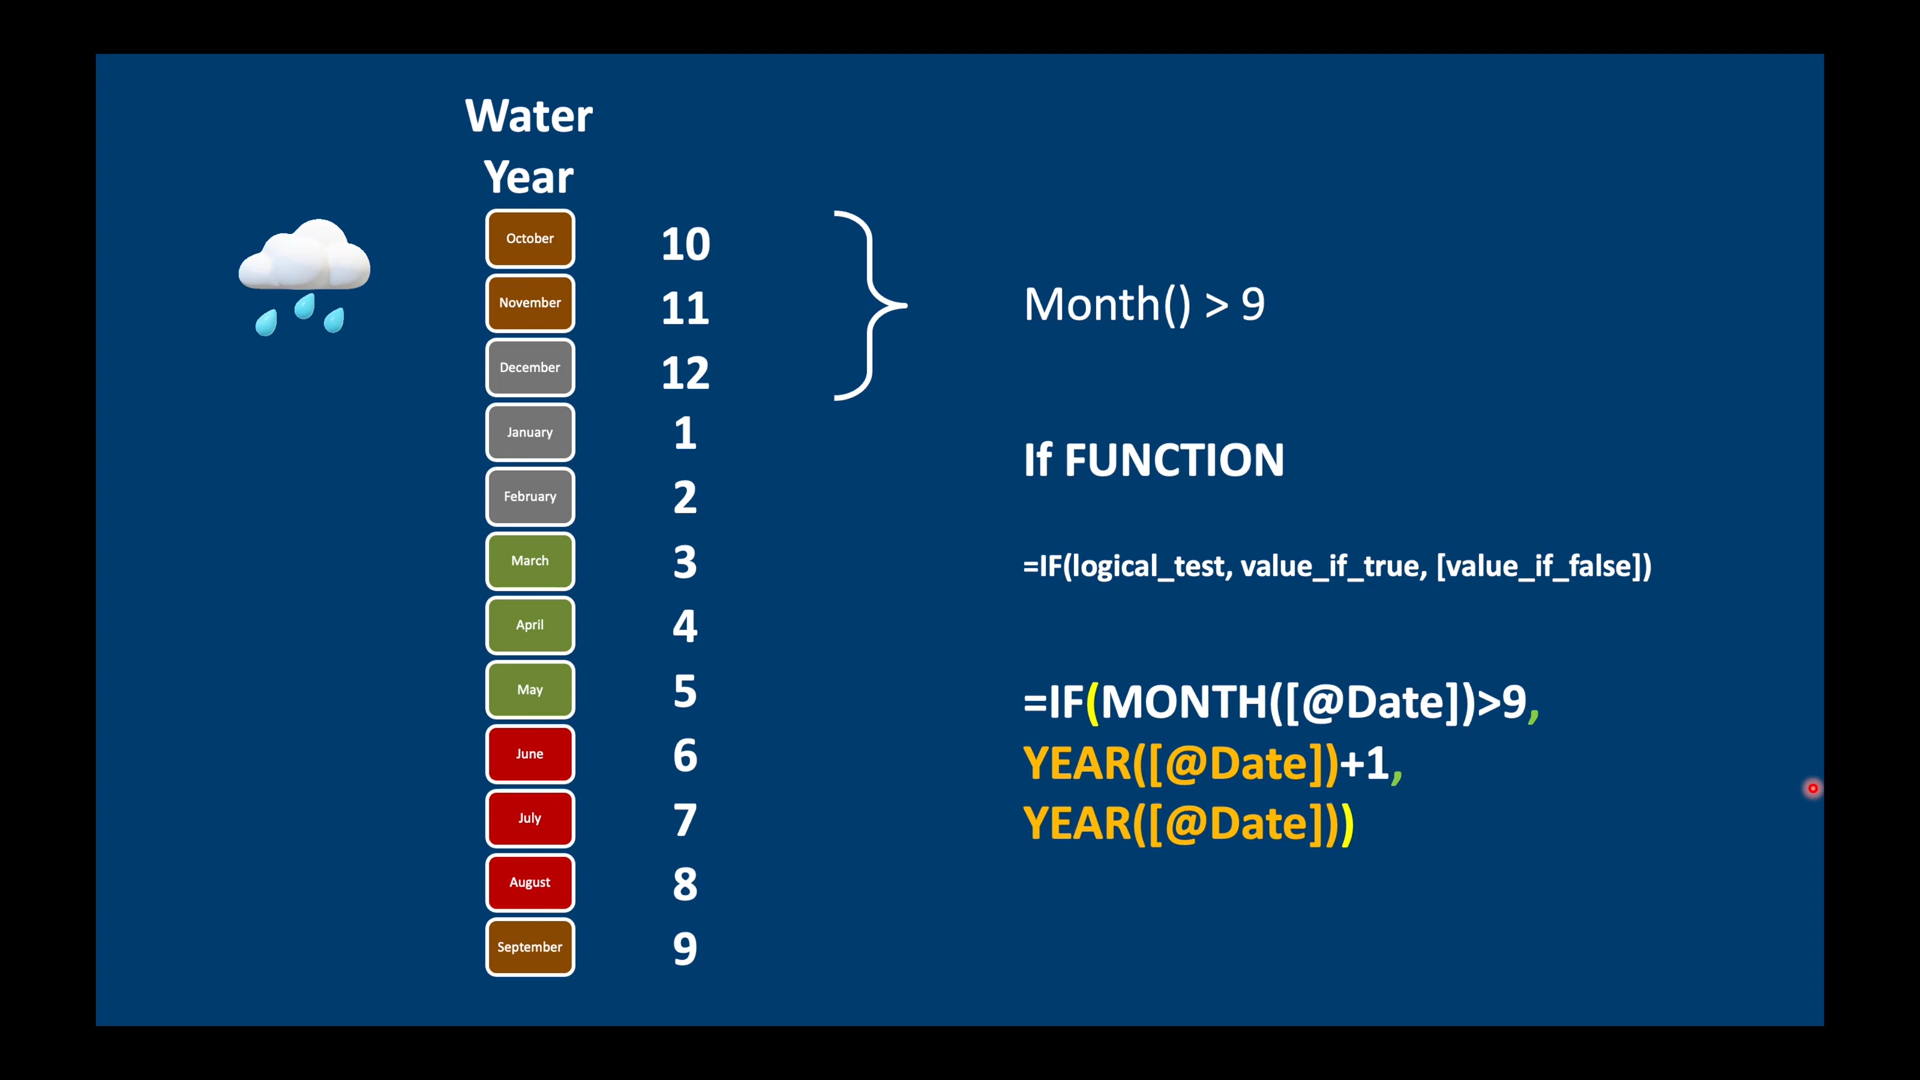 Water
Year
October 10
November 11
December 12
January 1
February 2
March 3
April 4
May 5
June 6
July 7
August 8
September 9
Month() > 9
If FUNCTION
=IF(logical_test, value_if_true, [value_if_false])
=IF(MONTH([@Date])>9,
YEAR([@Date])+1,
YEAR([@Date]))